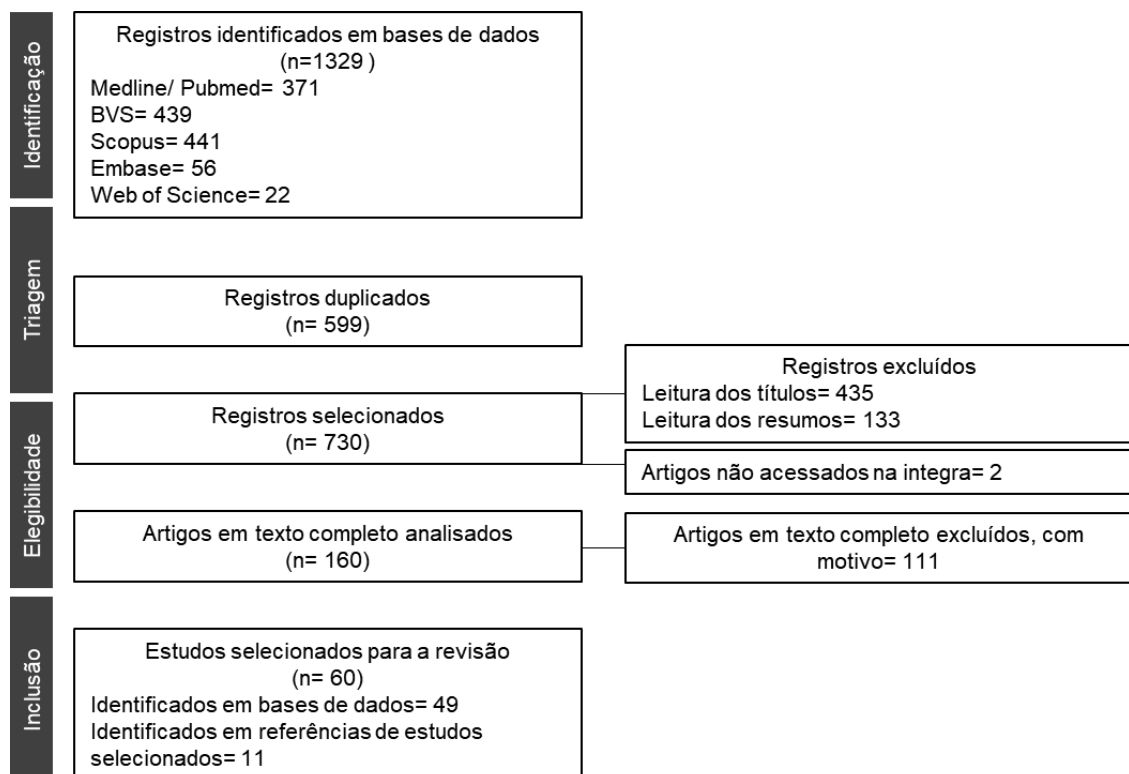 Identificação
Registros identificados em bases de dados
(n=1329 )
Medline/ Pubmed= 371
BVS= 439
Scopus= 441
Embase= 56
Web of Science= 22
Triagem
Registros duplicados
(n= 599)
Registros selecionados
(n= 730)
Registros excluídos
Leitura dos títulos= 435
Leitura dos resumos= 133
Artigos não acessados na integra= 2
Elegibilidade
Artigos em texto completo analisados
(n= 160)
Artigos em texto completo excluídos, com
motivo= 111
Inclusão
Estudos selecionados para a revisão
(n= 60)
Identificados em bases de dados= 49
Identificados em referências de estudos
selecionados= 11